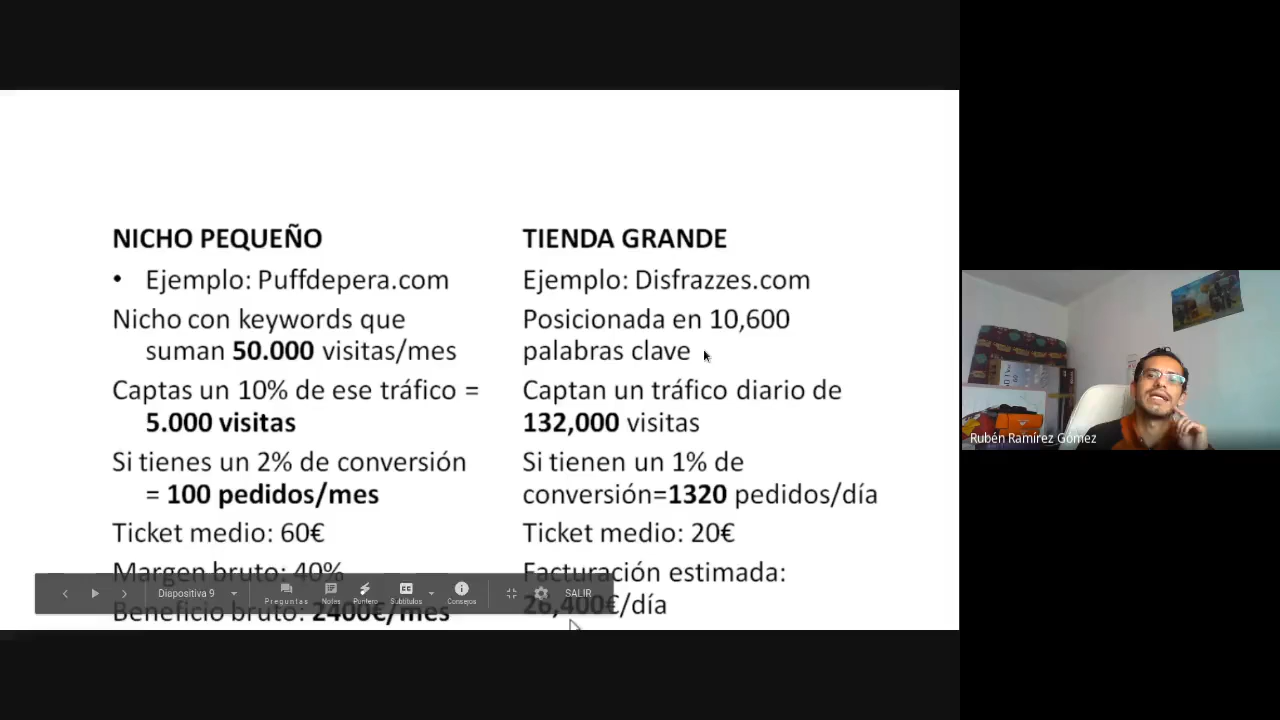 NICHO PEQUEÑO
• Ejemplo: Puffdepera.com
Nicho con keywords que
suman 50.000 visitas/mes
Captas un 10% de ese tráfico =
5.000 visitas
Si tienes un 2% de conversión
= 100 pedidos/mes
Ticket medio: 60€
Margen bruto: 40%
Beneficio bruto: 2400€/mes
TIENDA GRANDE
Ejemplo: Disfrazzes.com
Posicionada en 10,600
palabras clave
Captan un tráfico diario de
132,000 visitas
Si tienen un 1% de
conversión=1320 pedidos/día
Ticket medio: 20€
Facturación estimada:
26,400€/día
Diapositiva 9
Preguntas
Notes
Puntero
Subtítulos
Consejos
SALIR
Rubén Ramírez Gómez